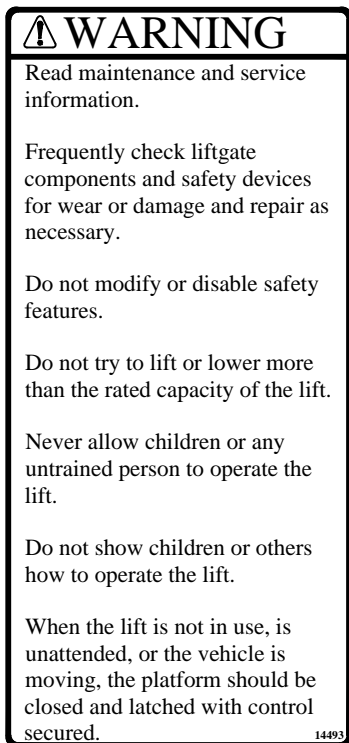 WARNING
Read maintenance and service
information.
Frequently check liftgate
components and safety devices
for wear or damage and repair as
necessary.
Do not modify or disable safety
features.
Do not try to lift or lower more
than the rated capacity of the lift.
Never allow children or any
untrained person to operate the
lift.
Do not show children or others
how to operate the lift.
When the lift is not in use, is
unattended, or the vehicle is
moving, the platform should be
closed and latched with control
secured.
14493